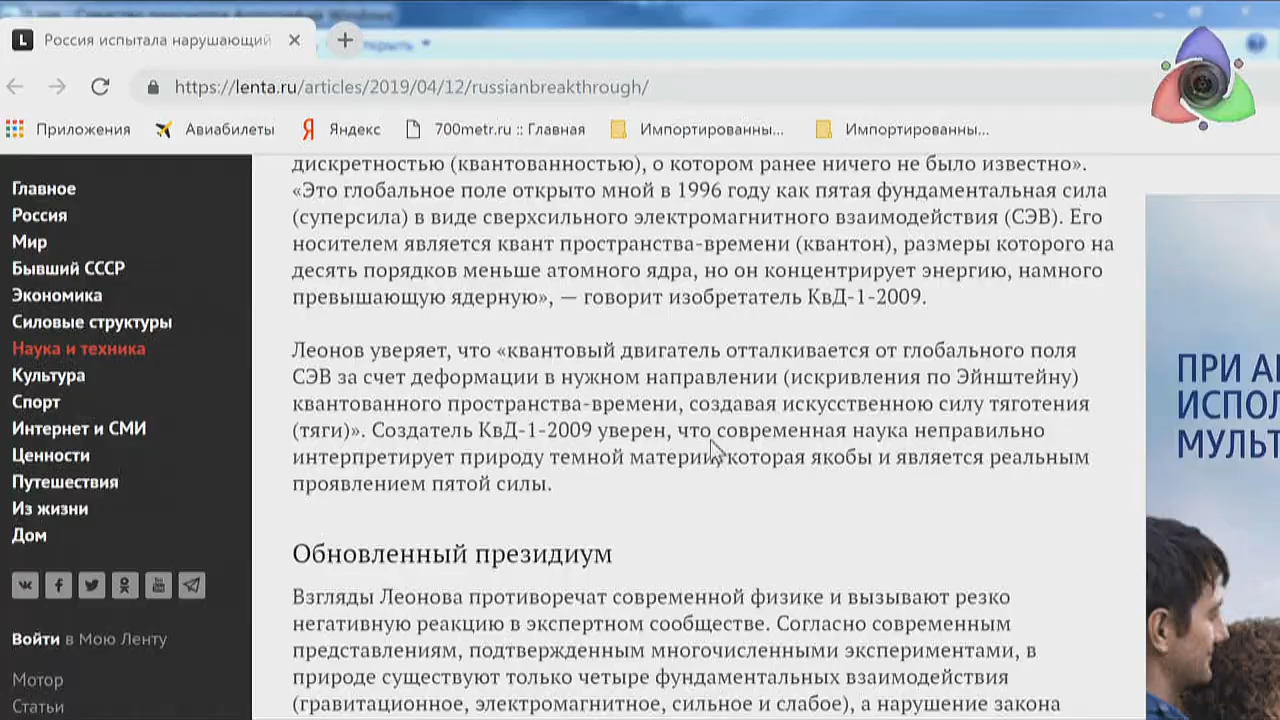 Россия испытала нарушающий
https://lenta.ru/articles/2019/04/12/russianbreakthrough/
Приложения
Авиабилеты
Яндекс
700metr.ru :: Главная
Импортированны...
Импортированны...
Главное
Россия
Мир
Бывший СССР
Экономика
Силовые структуры
Наука и техника
Культура
Спорт
Интернет и СМИ
Ценности
Путешествия
Из жизни
Дом
Войти в Мою Ленту
Мотор
Статьи
дискретностью (квантованностью), о котором ранее ничего не было известно».
«Это глобальное поле открыто мной в 1996 году как пятая фундаментальная сила
(суперсила) в виде сверхсильного электромагнитного взаимодействия (СЭВ). Его
носителем является квант пространства-времени (квантон), размеры которого на
десять порядков меньше атомного ядра, но он концентрирует энергию, намного
превышающую ядерную», — говорит изобретатель КвД-1-2009.
Леонов уверяет, что «квантовый двигатель отталкивается от глобального поля
СЭВ за счет деформации в нужном направлении (искривления по Эйнштейну)
квантованного пространства-времени, создавая искусственною силу тяготения
(тяги)». Создатель КвД-1-2009 уверен, что современная наука неправильно
интерпретирует природу темной материи, которая якобы и является реальным
проявлением пятой силы.
Обновленный президиум
Взгляды Леонова противоречат современной физике и вызывают резко
негативную реакцию в экспертном сообществе. Согласно современным
представлениям, подтвержденным многочисленными экспериментами, в
природе существуют только четыре фундаментальных взаимодействия
(гравитационное, электромагнитное, сильное и слабое), а нарушение закона
ПРИ
ИСПОЛ
МУЛЬТ